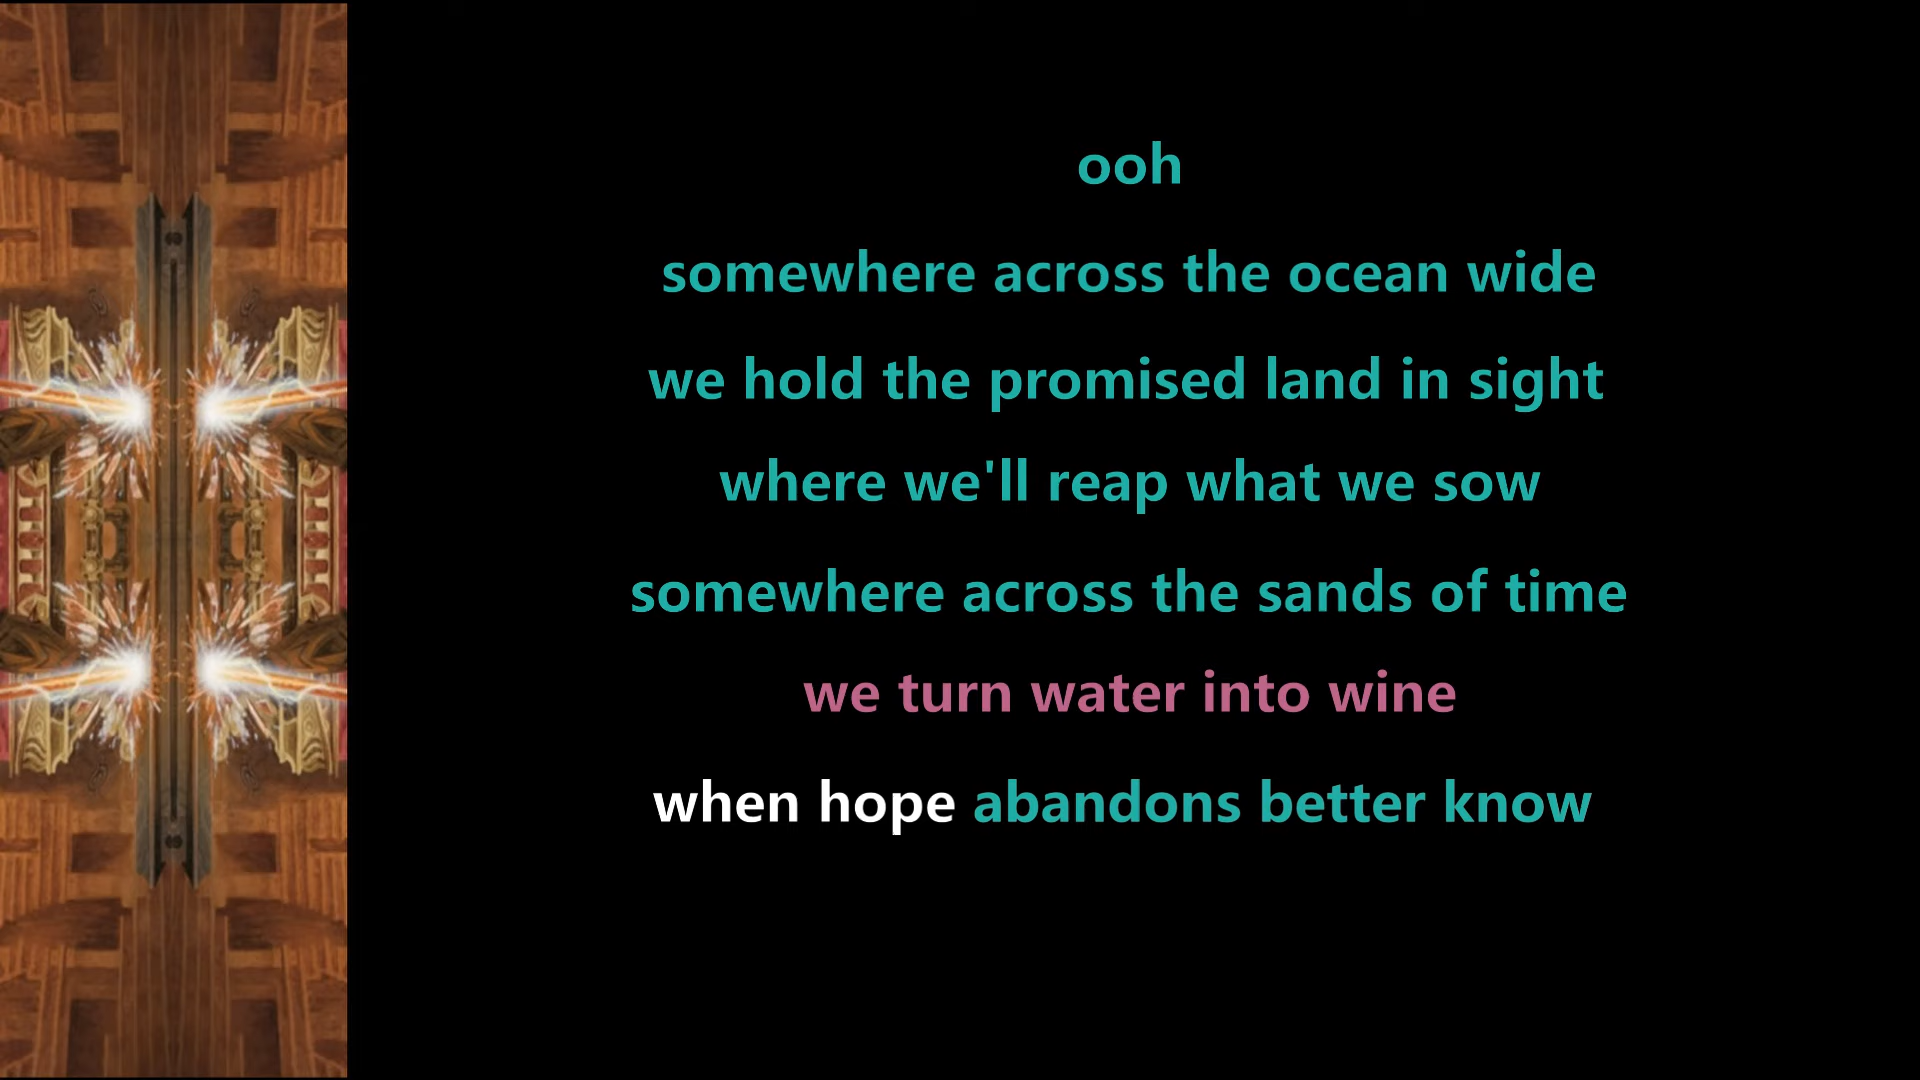 ooh
somewhere across the ocean wide
we hold the promised land in sight
where we'll reap what we sow
somewhere across the sands of time
we turn water into wine
when hope abandons better know